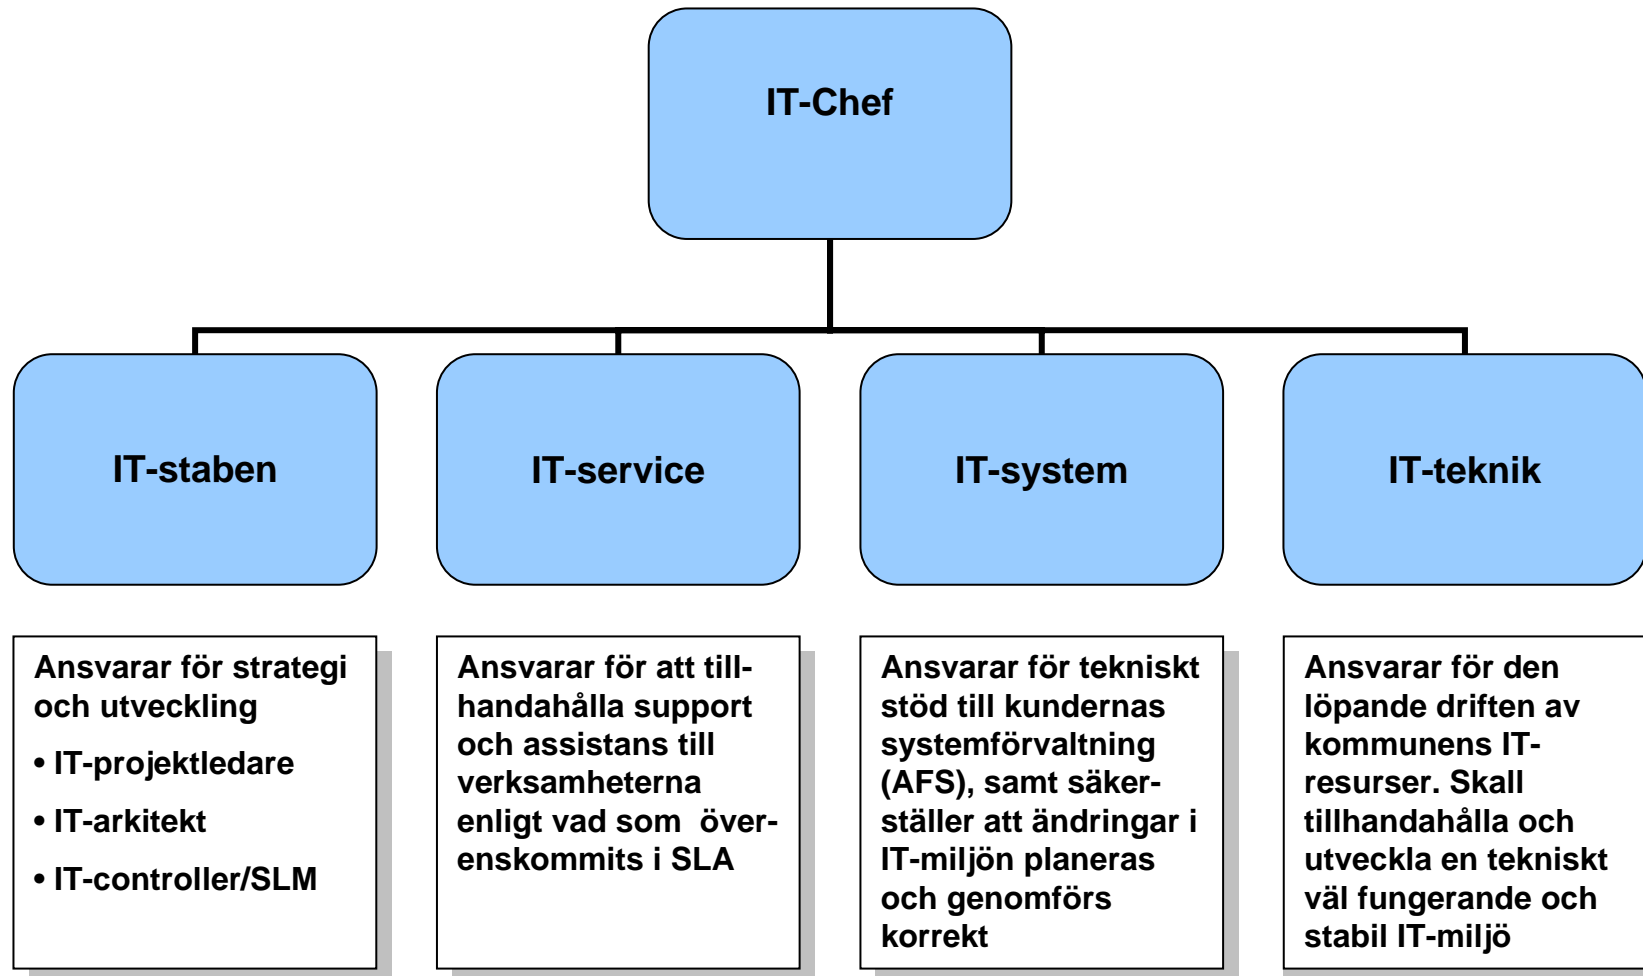 IT-Chef
IT-staben
IT-service
IT-system
IT-teknik
Ansvarar för strategi
och utveckling
• IT-projektledare
• IT-arkitekt
• IT-controller/SLM
Ansvarar för att till-
handahålla support
och assistans till
verksamheterna
enligt vad som över-
enskommits i SLA
Ansvarar för tekniskt
stöd till kundernas
systemförvaltning
(AFS), samt säker-
ställer att ändringar i
IT-miljön planeras
och genomförs
korrekt
Ansvarar för den
löpande driften av
kommunens IT-
resurser. Skall
tillhandahålla och
utveckla en tekniskt
väl fungerande och
stabil IT-miljö